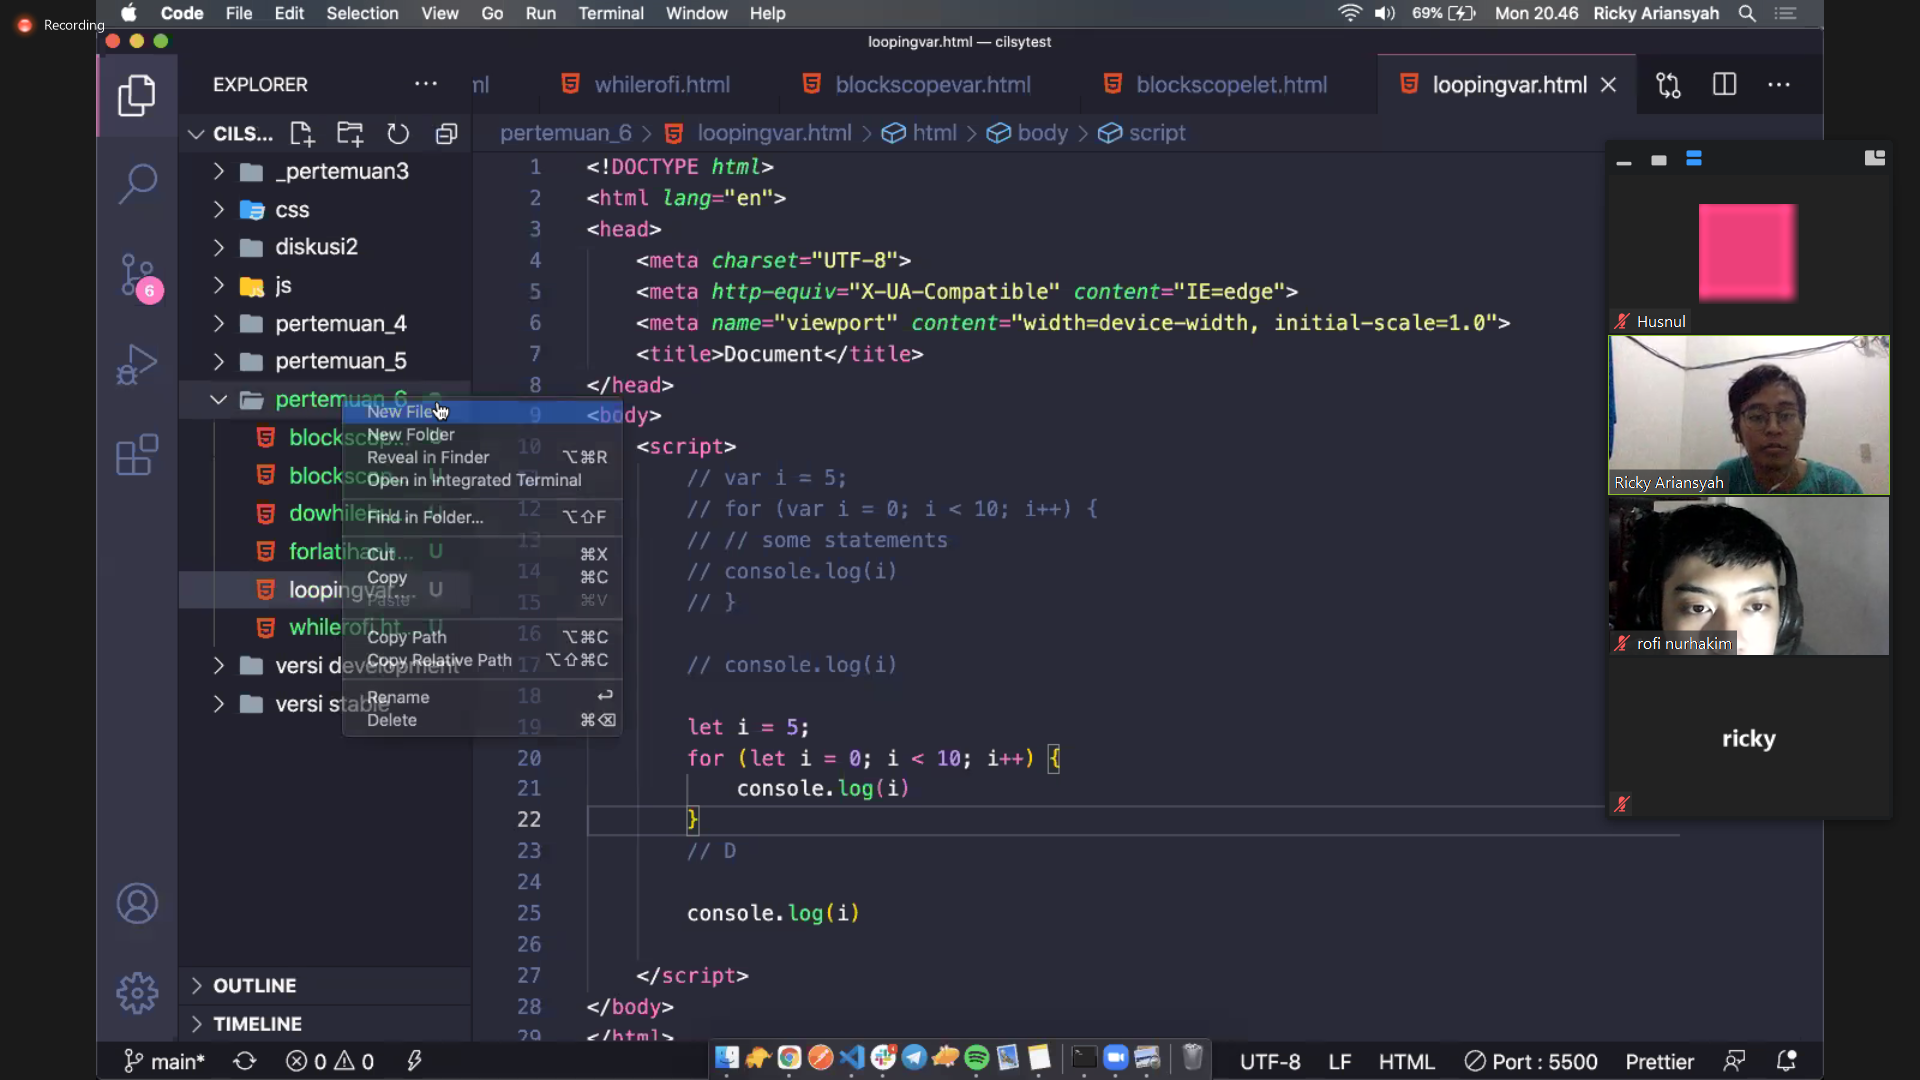 Recording
Code File Edit Selection View Go Run Terminal Window Help
69% Mon 20.46 Ricky Ariansyah
loopingvar.html — cilsytest
EXPLORER
ml whilerofi.html blockscopevar.html blockscopelet.html loopingvar.html
CILS...
pertemuan_6 > loopingvar.html > html > body > script
_pertemuan3
css
diskusi2
js
pertemuan_4
pertemuan_5
pertemuan_6
blockscop...
blockscop... U
dowhile
forlatihan... U
loopingvar.... U
whilerofi.ht... U
versi development
versi stable
OUTLINE
TIMELINE
6
New File
New Folder
Reveal in Finder ⌥⌘R
Open in Integrated Terminal
Find in Folder... ⌥⇧F
Cut ⌘X
Copy ⌘C
Paste ⌘V
Copy Path ⌥⌘C
Copy Relative Path ⌥⇧⌘C
Rename ↩
Delete ⌘⌫
1 <!DOCTYPE html>
2 <html lang="en">
3 <head>
4 <meta charset="UTF-8">
5 <meta http-equiv="X-UA-Compatible" content="IE=edge">
6 <meta name="viewport" content="width=device-width, initial-scale=1.0">
7 <title>Document</title>
8 </head>
9 <body>
10 <script>
// var i = 5;
12 // for (var i = 0; i < 10; i++) {
13 // // some statements
14 // console.log(i)
15 // }
16
17 // console.log(i)
18
19 let i = 5;
20 for (let i = 0; i < 10; i++) {
21 console.log(i)
22 }
23 // D
24
25 console.log(i)
26
27 </script>
28 </body>
29 </html>
Husnul
Ricky Ariansyah
rofi nurhakim
ricky
main* 0 0
UTF-8 LF HTML Port : 5500 Prettier